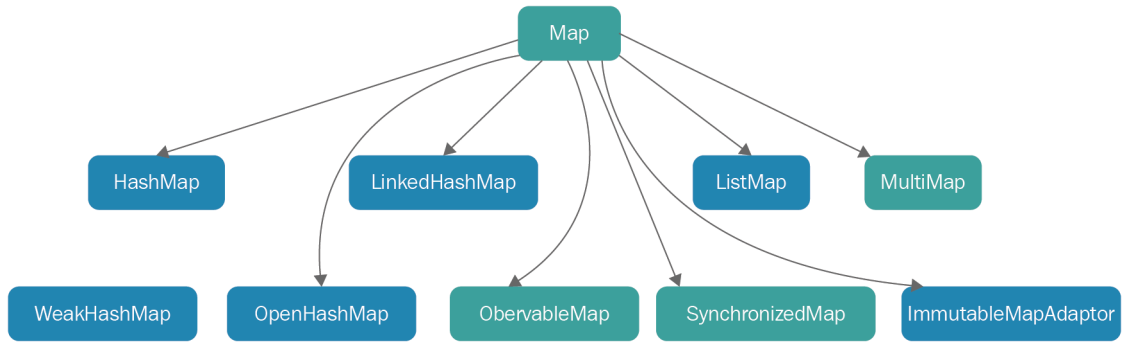 Map
HashMap
LinkedHashMap
ListMap
MultiMap
WeakHashMap
OpenHashMap
ObervableMap
SynchronizedMap
ImmutableMapAdaptor